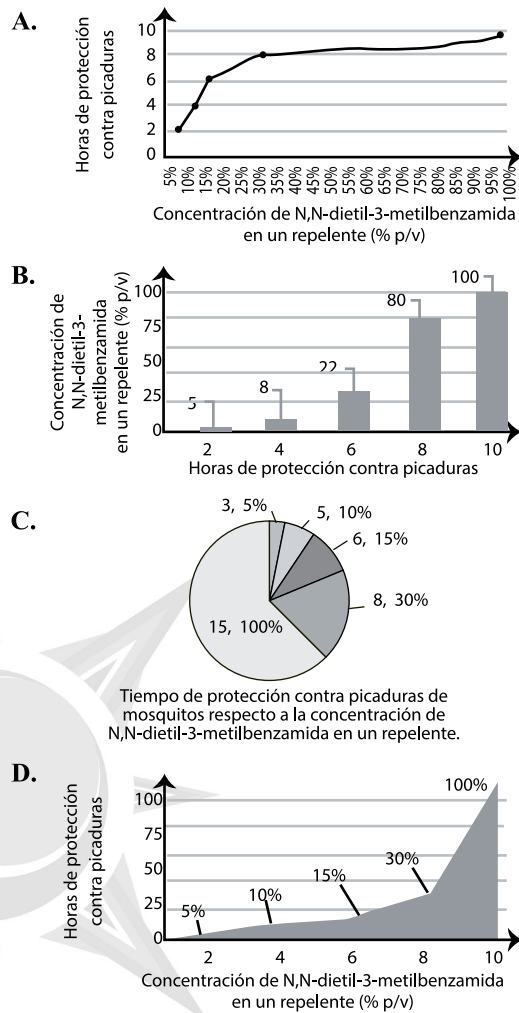 A.
Horas de protección
contra picaduras
10
8
6
4
2
0
5%
10%
15%
20%
25%
30%
35%
40%
45%
50%
55%
60%
65%
70%
75%
80%
85%
90%
95%
100%
Concentración de N,N-dietil-3-metilbenzamida
en un repelente (% p/v)
B.
Concentración de
N,N-dietil-3-
metilbenzamida
en un repelente (% p/v)
100
75
50
25
0
5
8
22
80
100
2 4 6 8 10
Horas de protección contra picaduras
C.
3, 5%
5, 10%
6, 15%
8, 30%
15, 100%
Tiempo de protección contra picaduras de
mosquitos respecto a la concentración de
N,N-dietil-3-metilbenzamida en un repelente.
D.
Horas de protección
contra picaduras
100
75
50
25
0
5%
10%
15%
30%
100%
2 4 6 8 10
Concentración de N,N-dietil-3-metilbenzamida
en un repelente (% p/v)